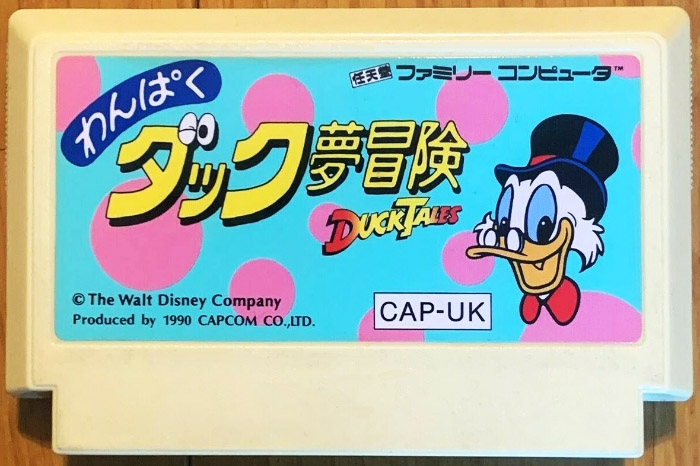 任天堂 ファミリー コンピュータ™
わんぱく
ダック夢冒険
DUCKTALES
© The Walt Disney Company
Produced by 1990 CAPCOM CO.,LTD.
CAP-UK